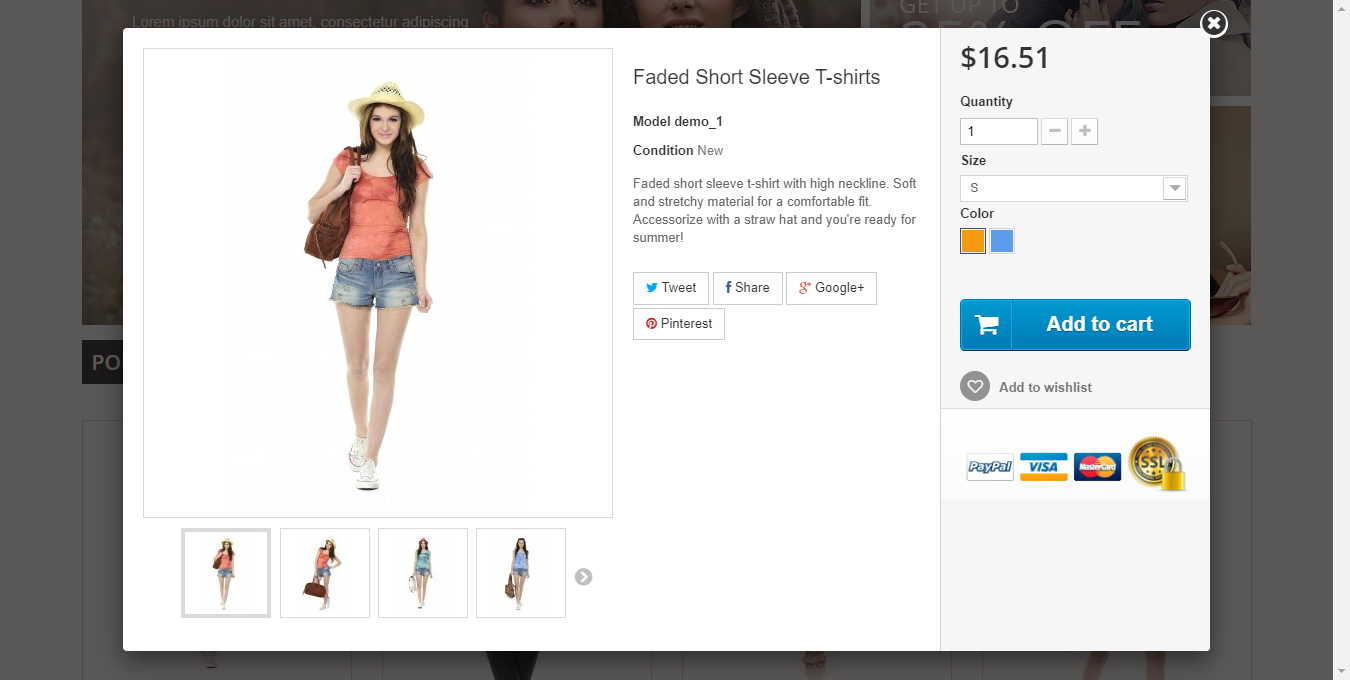 Lorem ipsum dolor sit amet, consectetur adipiscing
GET UP TO
OFF
$16.51
Faded Short Sleeve T-shirts
Quantity
Model demo_1
1
Condition New
Size
Faded short sleeve t-shirt with high neckline. Soft
and stretchy material for a comfortable fit.
Accessorize with a straw hat and you're ready for
summer!
S
Color
Tweet
Share
Google+
Pinterest
Add to cart
PO
Add to wishlist
PayPal VISA MasterCard SSL